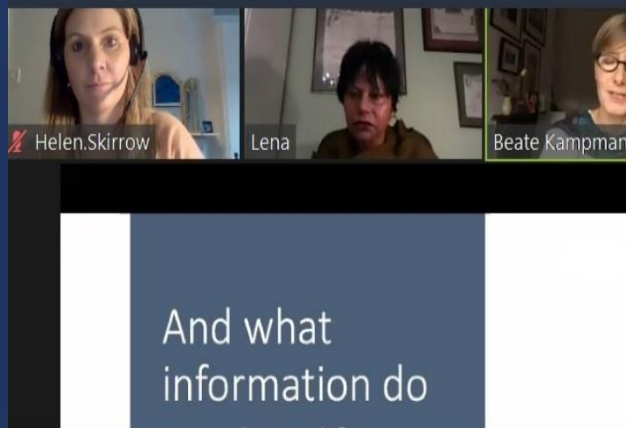 Helen.Skirrow
Lena
Beate Kampman
And what
information do